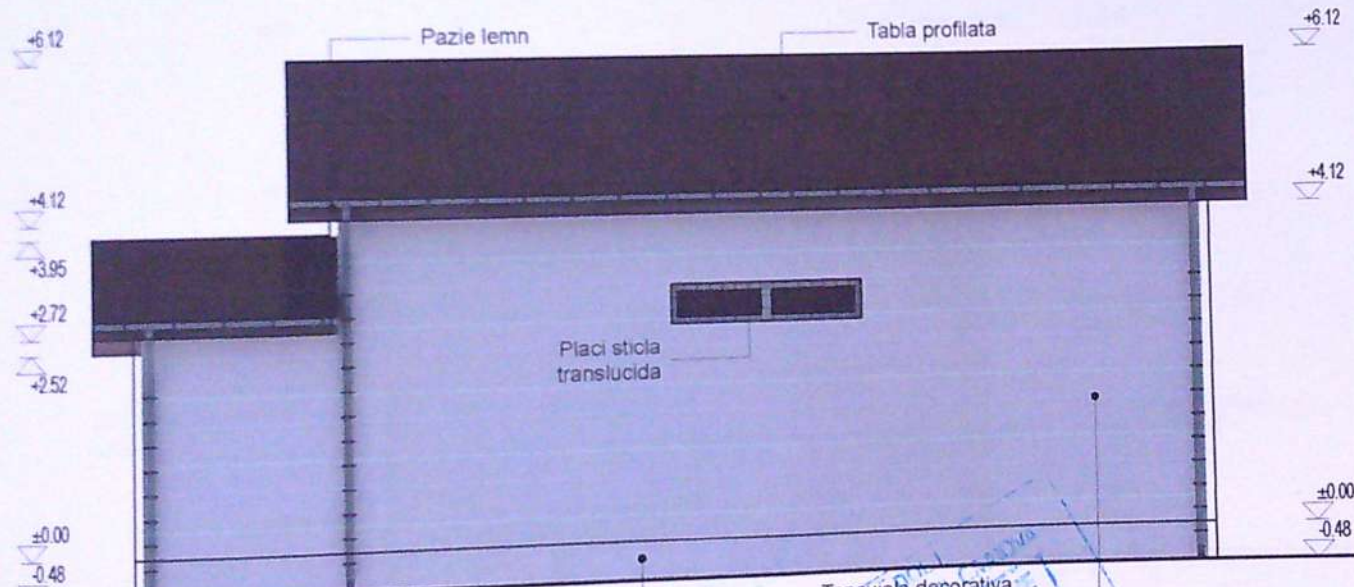 +6.12
Pazie lemn
Tabla profilata
+6.12
+4.12
+4.12
+3.95
+2.72
Placi sticla
translucida
+2.52
±0.00
-0.48
±0.00
-0.48
decorativa